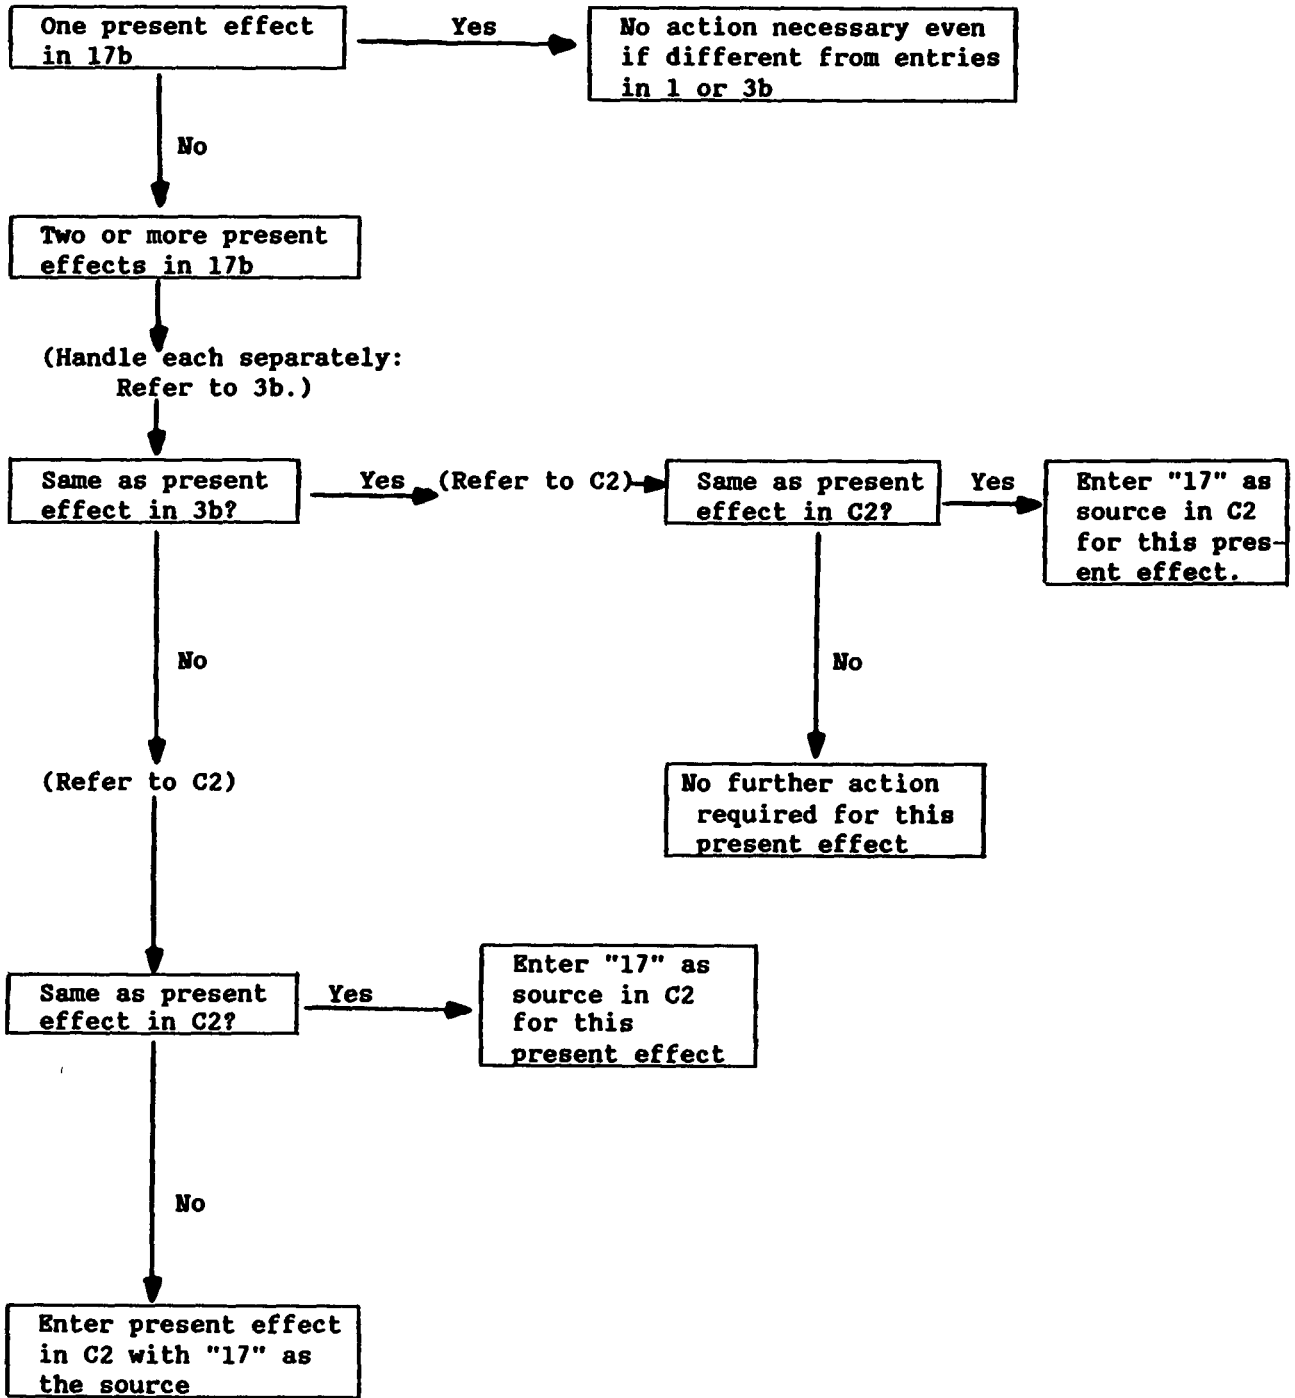 One present effect
in 17b
Yes
No action necessary even
if different from entries
in 1 or 3b
No
Two or more present
effects in 17b
(Handle each separately:
Refer to 3b.)
Same as present
effect in 3b?
Yes
(Refer to C2)
Same as present
effect in C2?
Yes
Enter "17" as
source in C2
for this pres-
ent effect.
No
No
(Refer to C2)
No further action
required for this
present effect
Same as present
effect in C2?
Yes
Enter "17" as
source in C2
for this
present effect
No
Enter present effect
in C2 with "17" as
the source